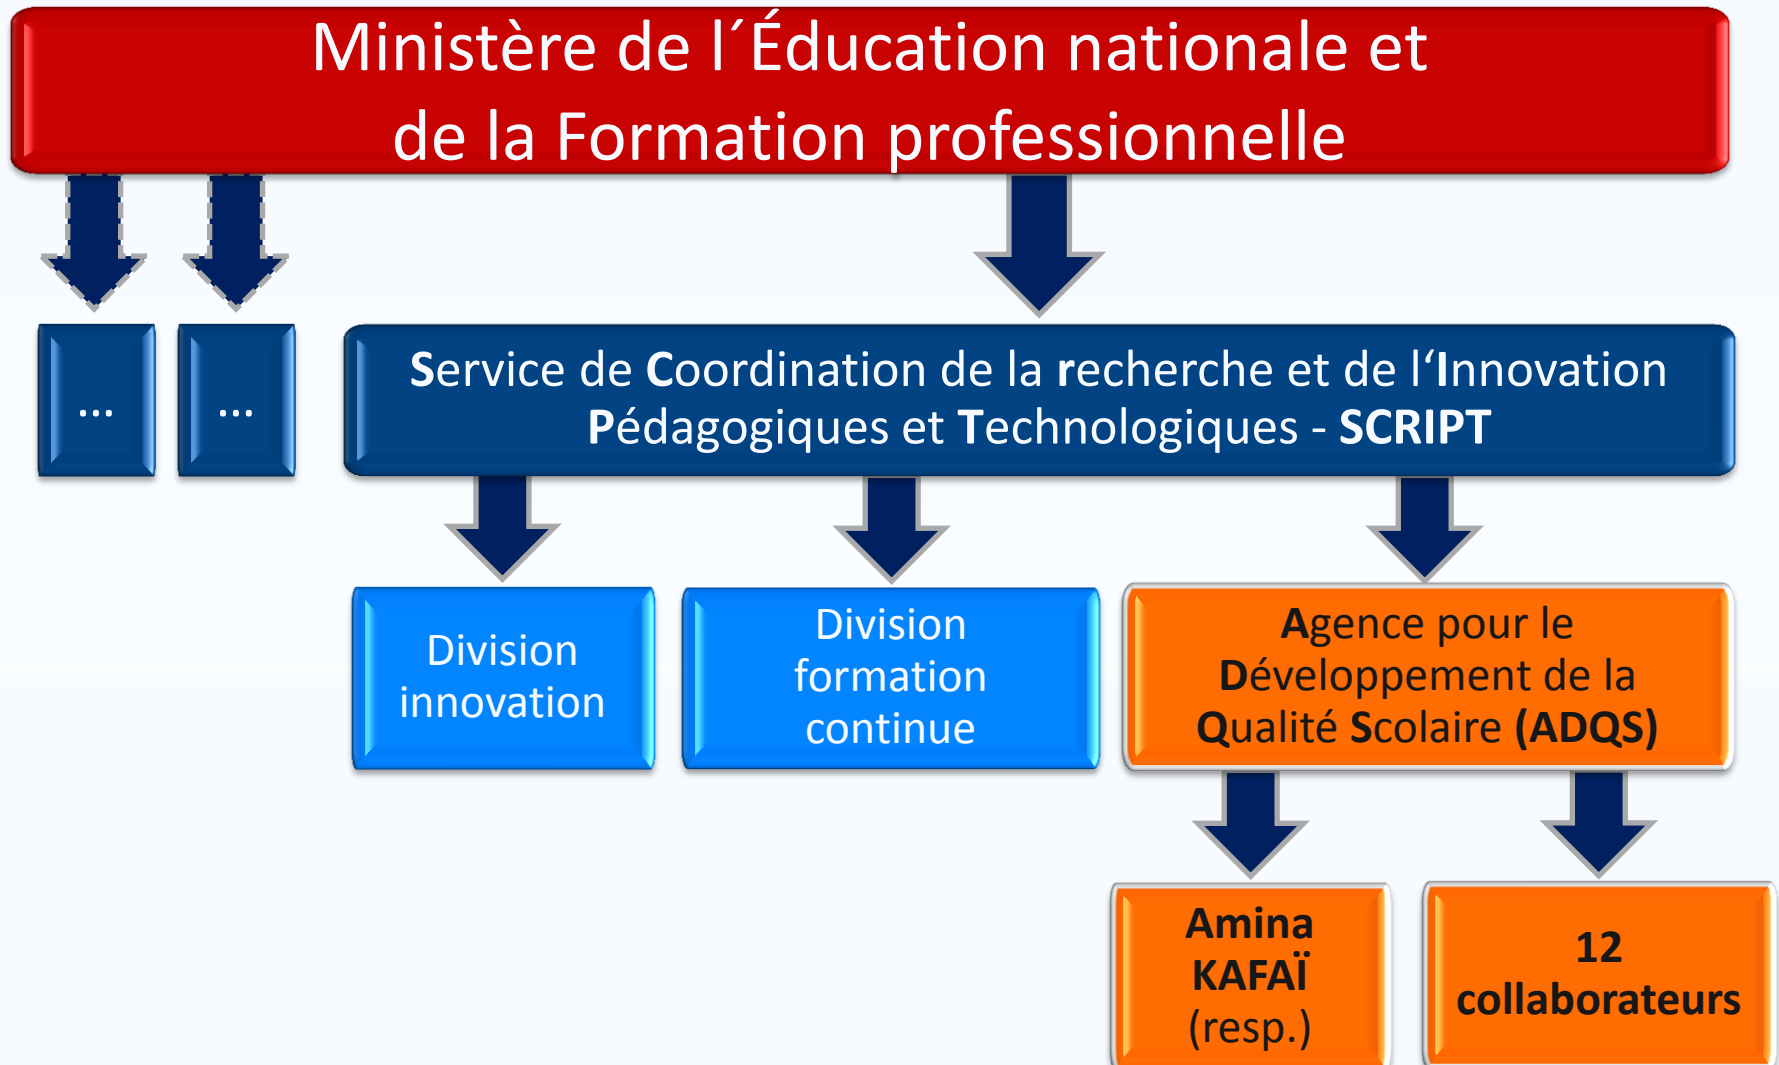 Ministère de l´Éducation nationale et
de la Formation professionnelle
...
...
Service de Coordination de la recherche et de l‘Innovation
Pédagogiques et Technologiques - SCRIPT
Division
innovation
Division
formation
continue
Agence pour le
Développement de la
Qualité Scolaire (ADQS)
Amina
KAFAÏ
(resp.)
12
collaborateurs